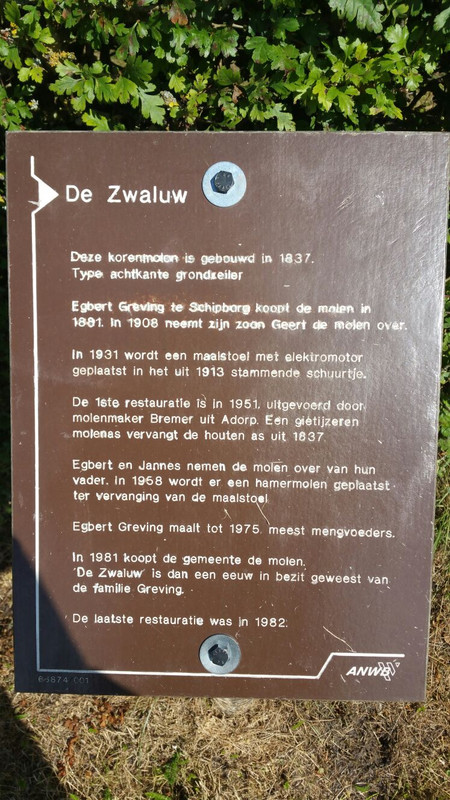 De Zwaluw
Deze korenmolen is gebouwd in 1837.
Type achtkante grondzeiler
Egbert Greving te Schipborg koopt de molen in
1881. In 1908 neemt zijn zoon Geert de molen over.
In 1931 wordt een maalstoel met elektromotor
geplaatst in het uit 1913 stammende schuurtje.
De 1ste restauratie is in 1951, uitgevoerd door
molenmaker Bremer uit Adorp. Een gietijzeren
molenas vervangt de houten as uit 1837.
Egbert en Jannes nemen de molen over van hun
vader. in 1968 wordt er een hamermolen geplaatst
ter vervanging van de maalstoel
Egbert Greving maalt tot 1975 meest mengvoeders.
In 1981 koopt de gemeente de molen.
'De Zwaluw' is dan een eeuw in bezit geweest van
de familie Greving.
De laatste restauratie was in 1982.
ANWB
66874 001